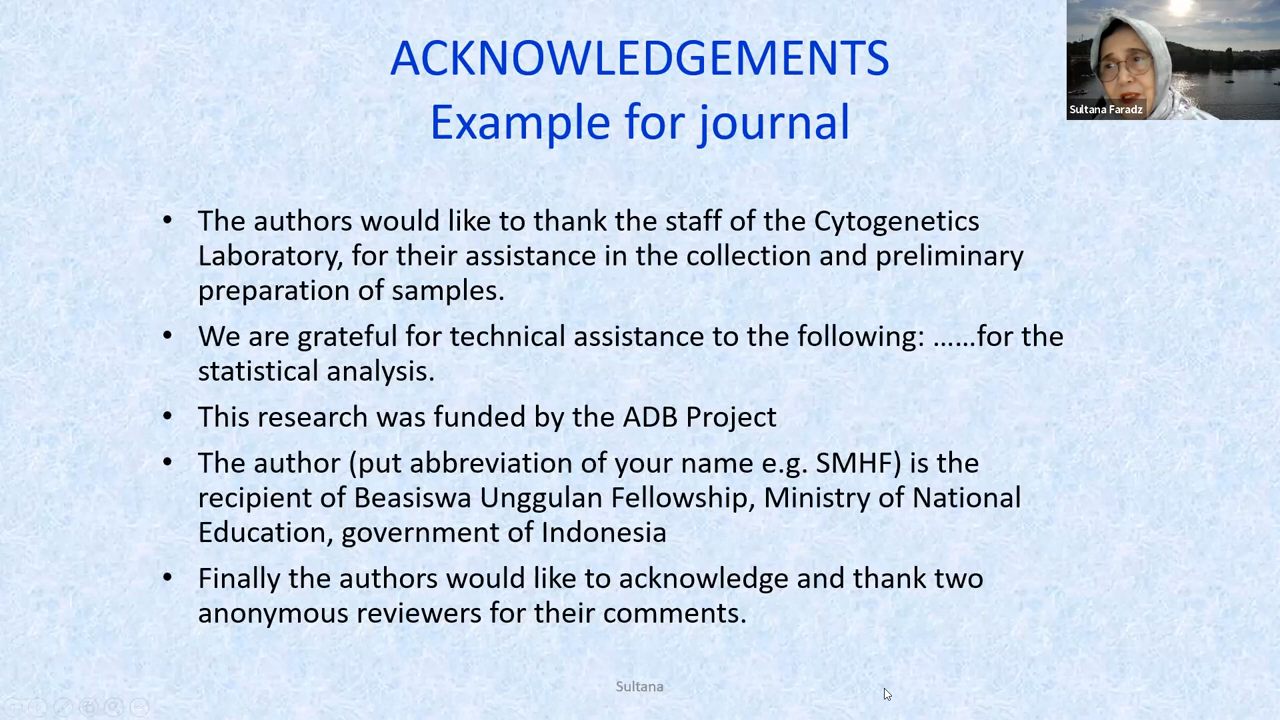 ACKNOWLEDGEMENTS
Example for journal
Sultana Faradz
• The authors would like to thank the staff of the Cytogenetics
Laboratory, for their assistance in the collection and preliminary
preparation of samples.
• We are grateful for technical assistance to the following: ......for the
statistical analysis.
• This research was funded by the ADB Project
• The author (put abbreviation of your name e.g. SMHF) is the
recipient of Beasiswa Unggulan Fellowship, Ministry of National
Education, government of Indonesia
• Finally the authors would like to acknowledge and thank two
anonymous reviewers for their comments.
Sultana